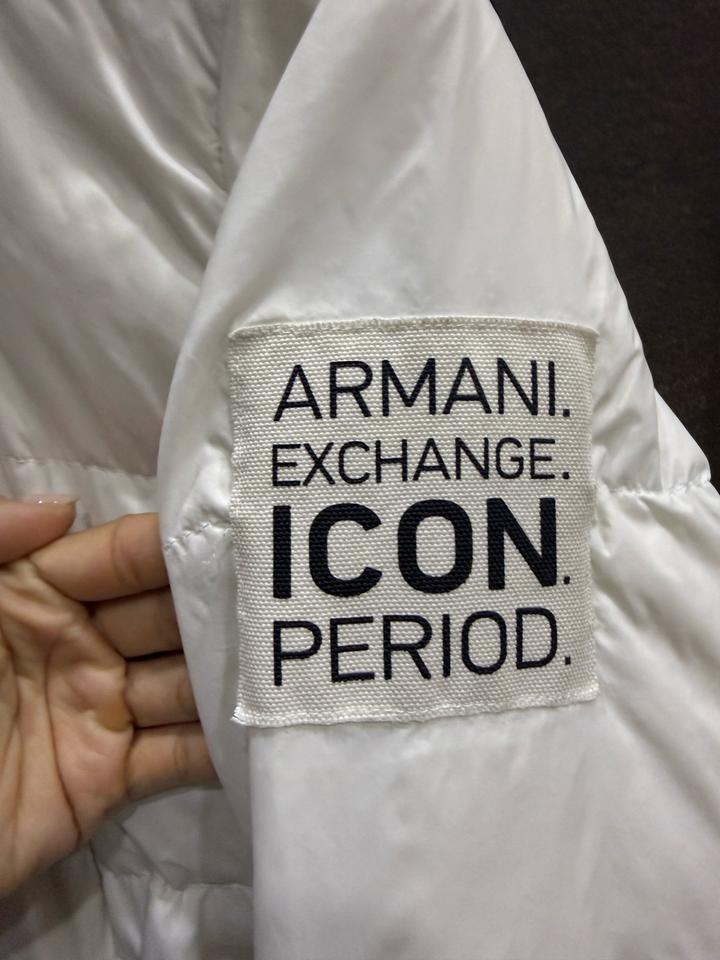 ARMANI.
EXCHANGE.
ICON.
PERIOD.